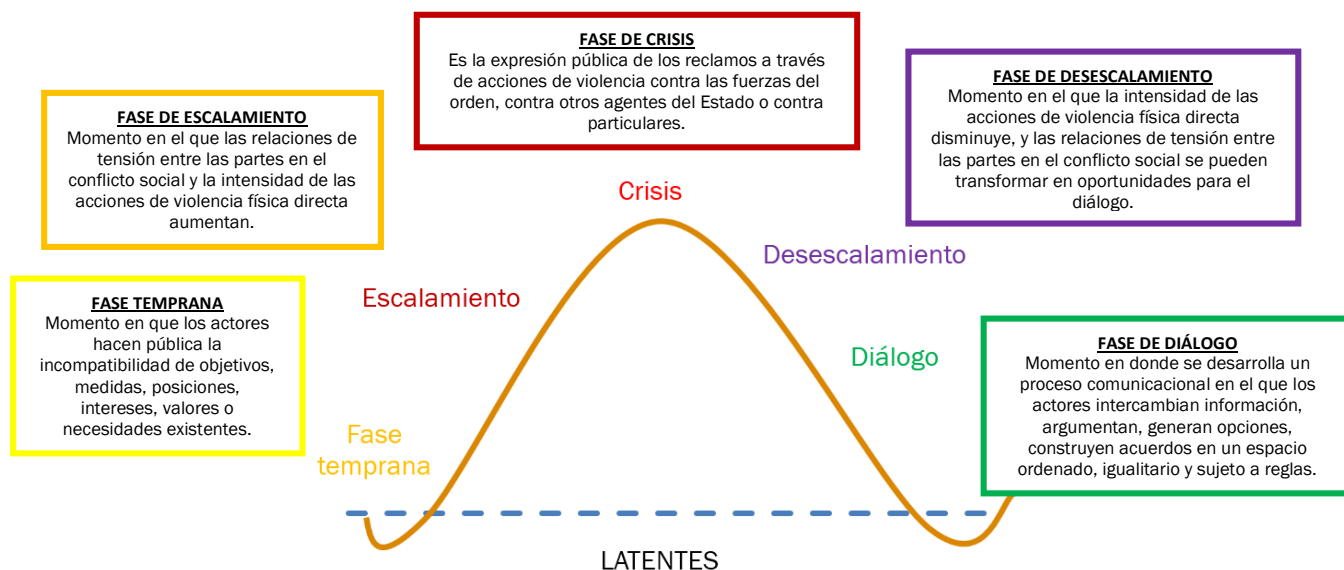 FASE DE CRISIS
Es la expresión pública de los reclamos a través
de acciones de violencia contra las fuerzas del
orden, contra otros agentes del Estado o contra
particulares.
FASE DE DESESCALAMIENTO
Momento en el que la intensidad de las
acciones de violencia física directa
disminuye, y las relaciones de tensión entre
las partes en el conflicto social se pueden
transformar en oportunidades para el
diálogo.
FASE DE ESCALAMIENTO
Momento en el que las relaciones de
tensión entre las partes en el
conflicto social y la intensidad de las
acciones de violencia física directa
aumentan.
Crisis
Desescalamiento
Escalamiento
FASE TEMPRANA
Momento en que los actores
hacen pública la
incompatibilidad de objetivos,
medidas, posiciones,
intereses, valores o
necesidades existentes.
Diálogo
FASE DE DIÁLOGO
Momento en donde se desarrolla un
proceso comunicacional en el que los
actores intercambian información,
argumentan, generan opciones,
construyen acuerdos en un espacio
ordenado, igualitario y sujeto a reglas.
Fase
temprana
LATENTES